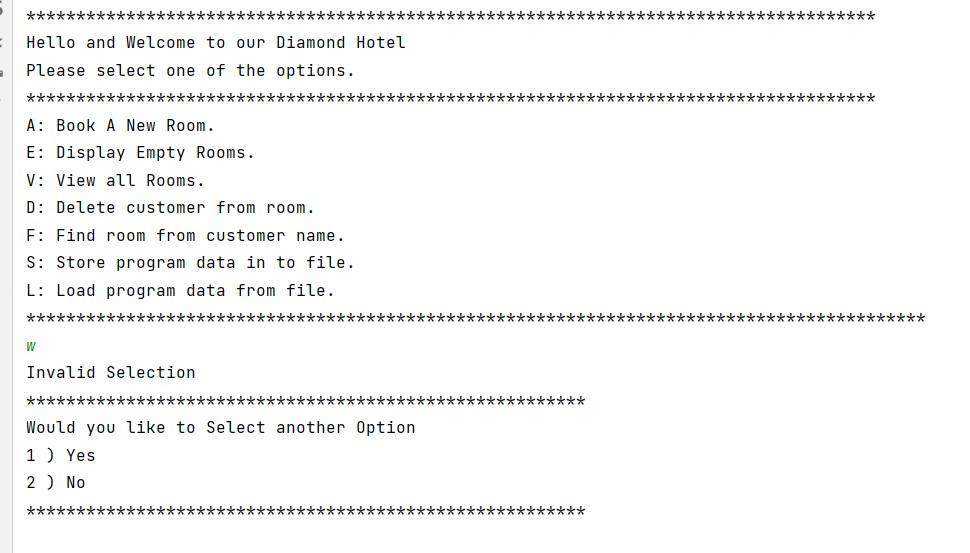 *************************************************************************************
Hello and Welcome to our Diamond Hotel
Please select one of the options.
*************************************************************************************
A: Book A New Room.
E: Display Empty Rooms.
V: View all Rooms.
D: Delete customer from room.
F: Find room from customer name.
S: Store program data in to file.
L: Load program data from file.
******************************************************************************************
w
Invalid Selection
********************************************************
Would you like to Select another Option
1 ) Yes
2 ) No
********************************************************